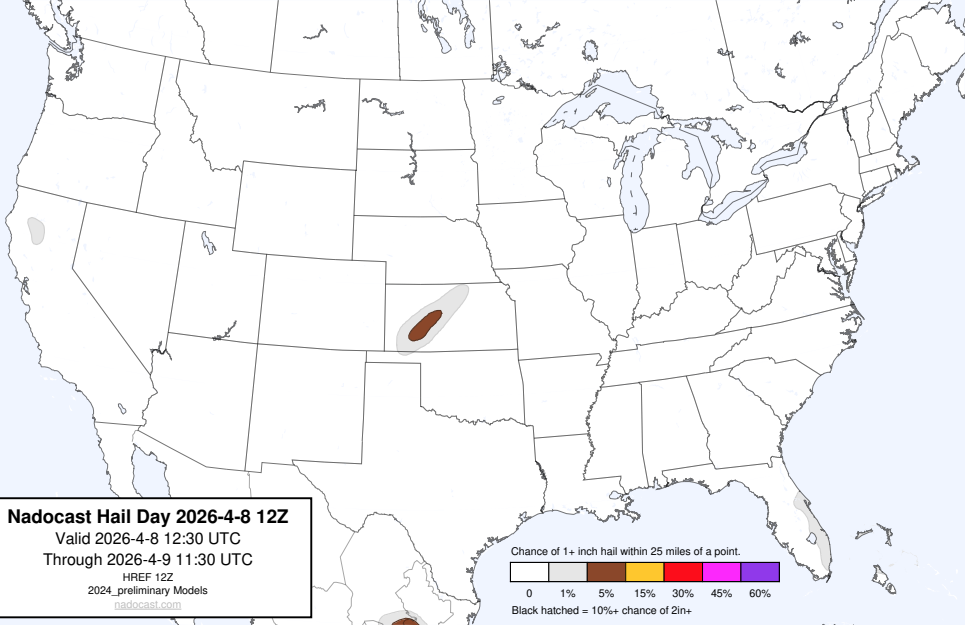 Nadocast Hail Day 2026-4-8 12Z
Valid 2026-4-8 12:30 UTC
Through 2026-4-9 11:30 UTC
HREF 12Z
2024_preliminary Models
nadocast.com
Chance of 1+ inch hail within 25 miles of a point.
0 1% 5% 15% 30% 45% 60%
Black hatched = 10%+ chance of 2in+